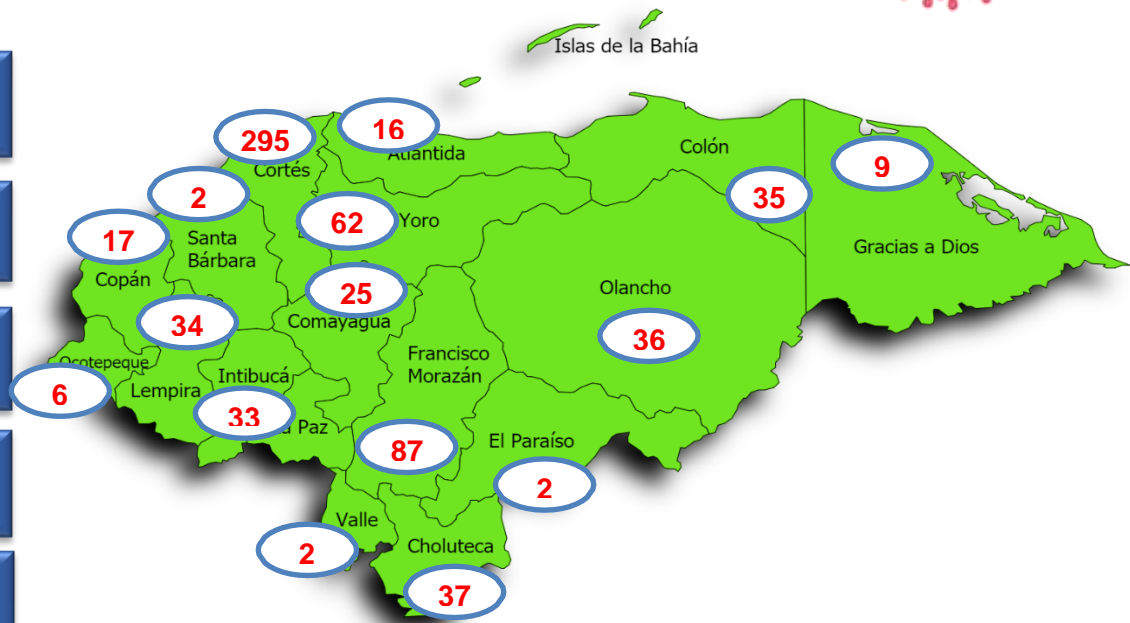 Islas de la Bahía
295
16
Cortés
Atlántida
Colón
9
2
35
62
Yoro
17
Santa
Bárbara
Gracias a Dios
Copán
25
Olancho
34
Comayagua
36
Ocotepeque
Francisco
Morazán
6
Lempira
Intibucá
33
Paz
87
El Paraíso
2
Valle
2
Choluteca
37